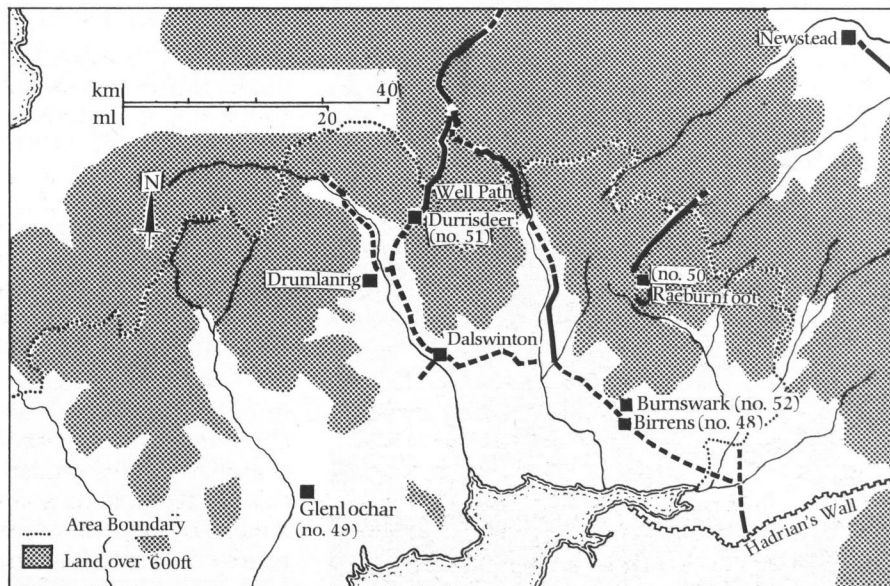 Newstead
km
40
ml
20
N
Well Path
Durrisdeer
(no. 51)
(no. 50)
Raeburnfoot
Drumlanrig
Dalswinton
Burnswark (no. 52)
Birrens (no. 48)
Glenlochar
(no. 49)
Hadrian's Wall
Area Boundary
Land over 600ft